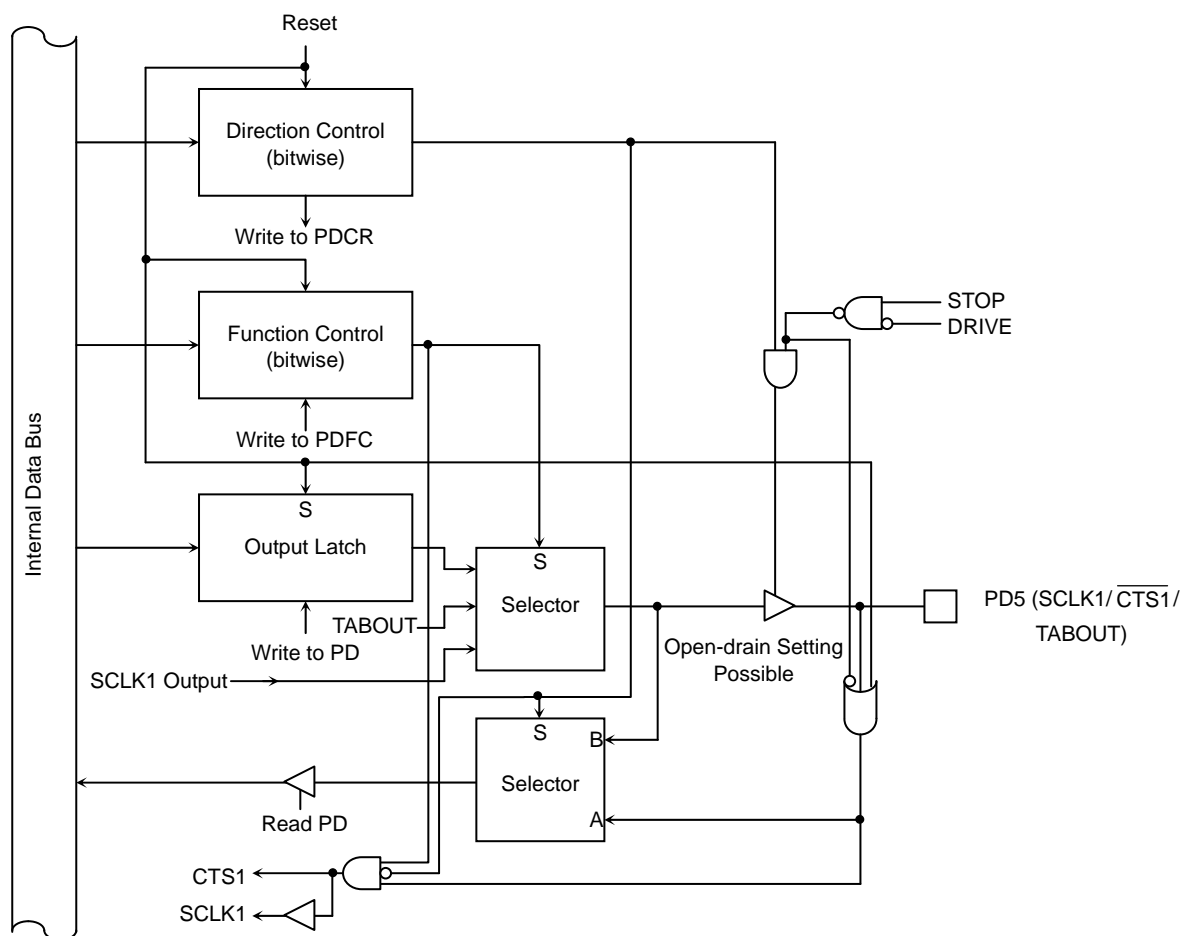 Reset
Direction Control
(bitwise)
Write to PDCR
STOP
DRIVE
Function Control
(bitwise)
Write to PDFC
Internal Data Bus
S
Output Latch
S
Selector
TABOUT
Write to PD
SCLK1 Output
PD5 (SCLK1/ C̅T̅S̅1̅/
TABOUT)
Open-drain Setting
Possible
S
B
Selector
A
Read PD
CTS1
SCLK1